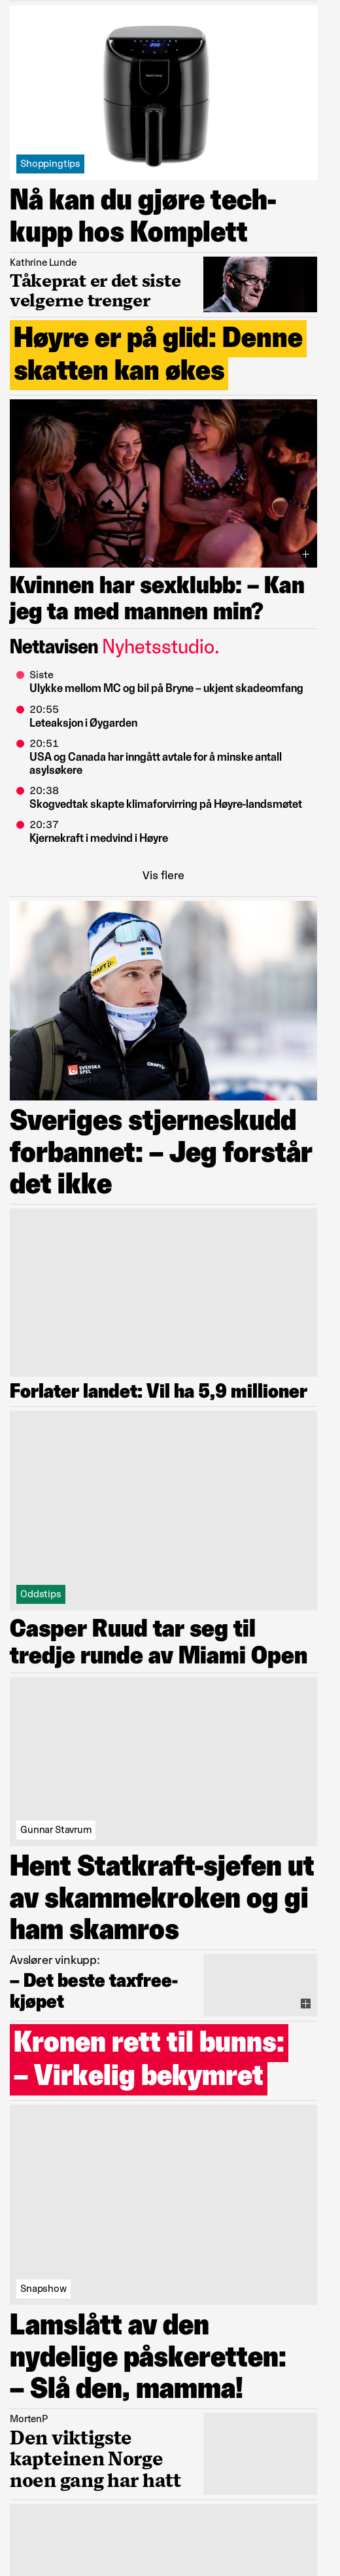 Shoppingtips
Nå kan du gjøre tech-
kupp hos Komplett
Kathrine Lunde
Tåkeprat er det siste
velgerne trenger
Høyre er på glid: Denne
skatten kan økes
Kvinnen har sexklubb: – Kan
jeg ta med mannen min?
Nettavisen Nyhetsstudio.
Siste
Ulykke mellom MC og bil på Bryne – ukjent skadeomfang
20:55
Leteaksjon i Øygarden
20:51
USA og Canada har inngått avtale for å minske antall
asylsøkere
20:38
Skogvedtak skapte klimaforvirring på Høyre-landsmøtet
20:37
Kjernekraft i medvind i Høyre
Vis flere
CRAFT
SVENSKA
SPEL
CRAFT
Sveriges stjerneskudd
forbannet: – Jeg forstår
det ikke
Forlater landet: Vil ha 5,9 millioner
Oddstips
Casper Ruud tar seg til
tredje runde av Miami Open
Gunnar Stavrum
Hent Statkraft-sjefen ut
av skammekroken og gi
ham skamros
Avslører vinkupp:
– Det beste taxfree-
kjøpet
Kronen rett til bunns:
– Virkelig bekymret
Snapshow
Lamslått av den
nydelige påskeretten:
– Slå den, mamma!
MortenP
Den viktigste
kapteinen Norge
noen gang har hatt